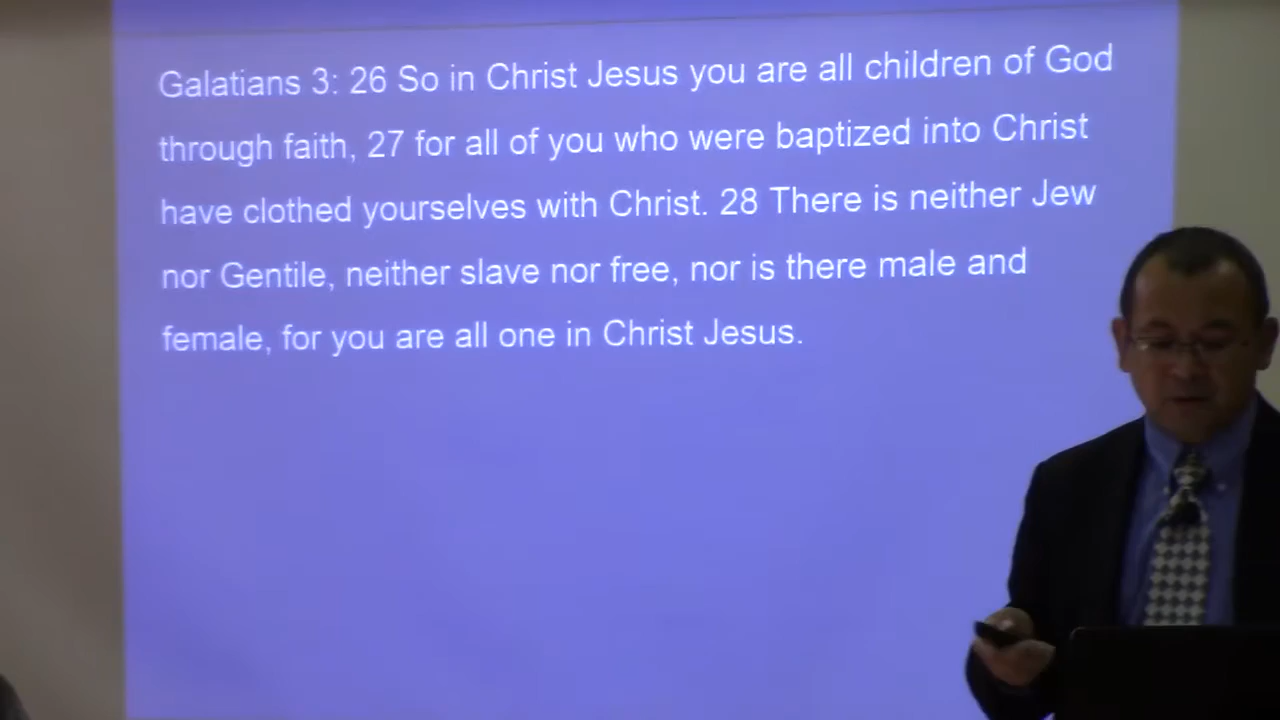 Galatians 3: 26 So in Christ Jesus you are all children of God
through faith, 27 for all of you who were baptized into Christ
have clothed yourselves with Christ. 28 There is neither Jew
nor Gentile, neither slave nor free, nor is there male and
female, for you are all one in Christ Jesus.